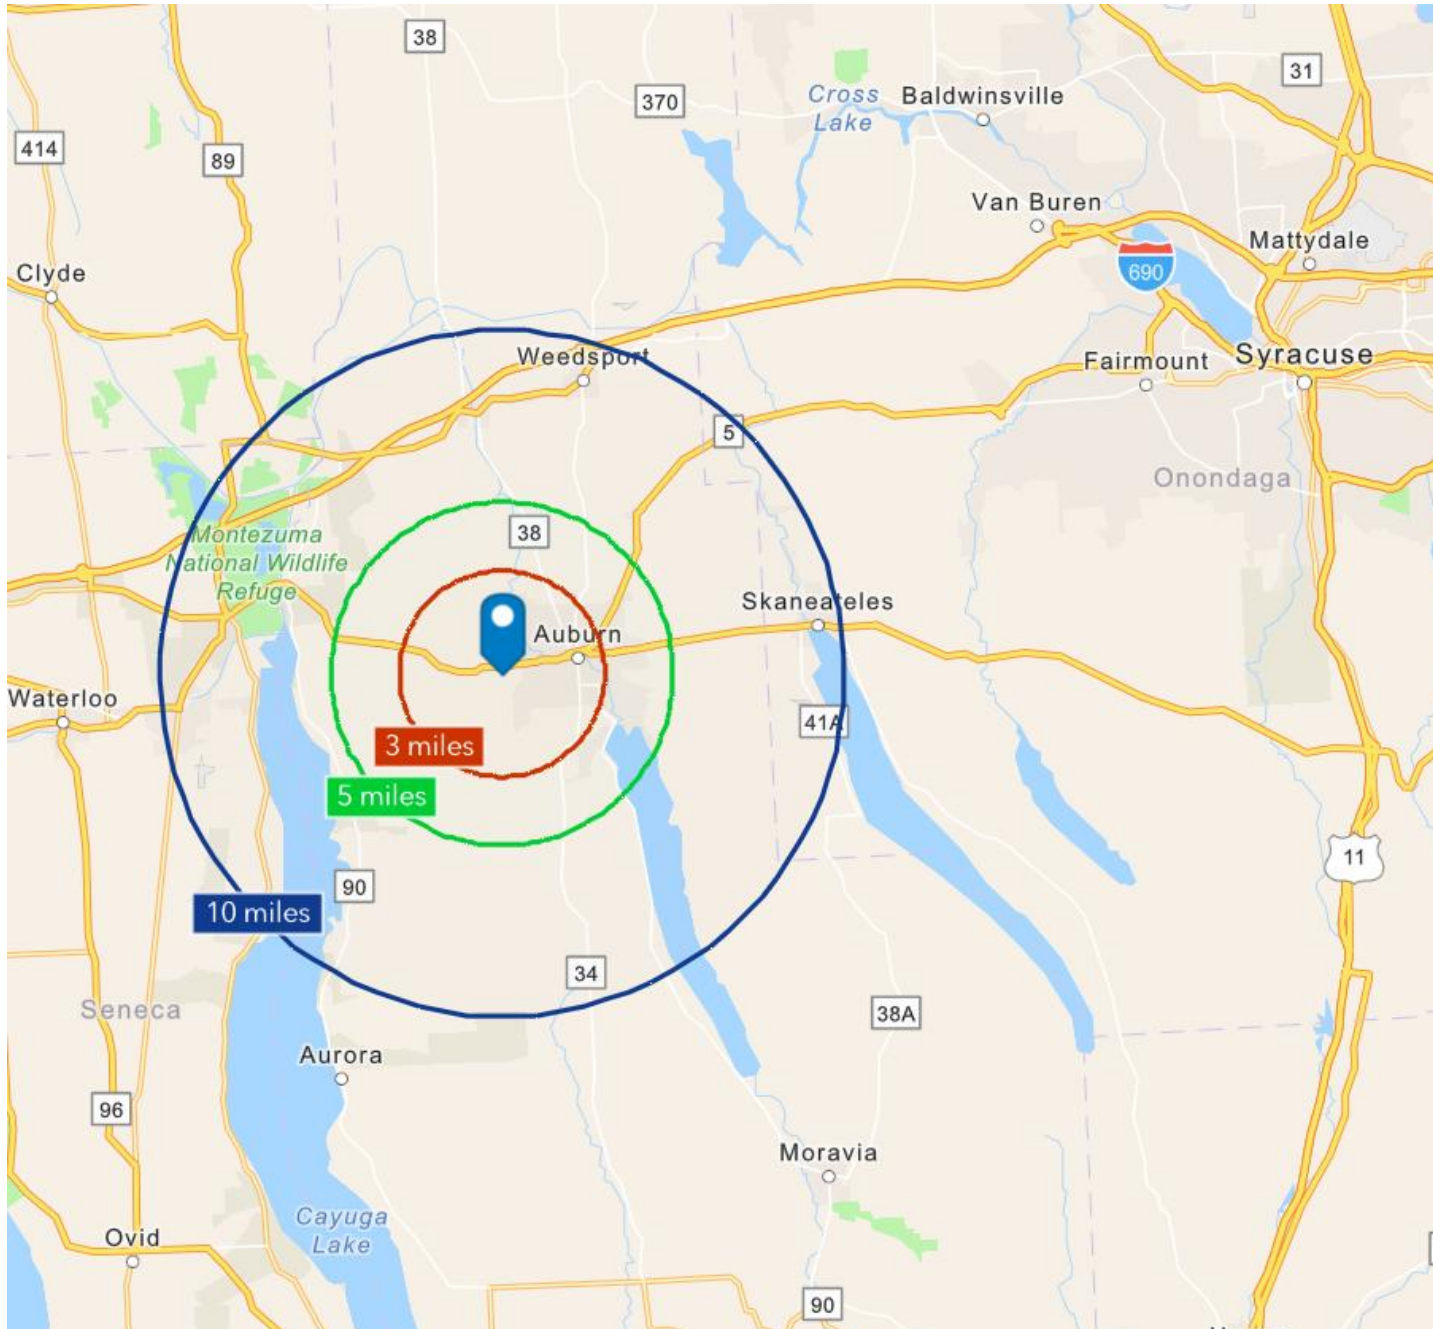 38
31
370
Cross
Lake
Baldwinsville
414
89
Van Buren
Mattydale
690
Clyde
Weedsport
Fairmount
Syracuse
5
Onondaga
38
Montezuma
National Wildlife
Refuge
Skaneateles
Auburn
Waterloo
41A
3 miles
5 miles
11
90
10 miles
34
Seneca
38A
Aurora
96
Moravia
Cayuga
Lake
Ovid
90